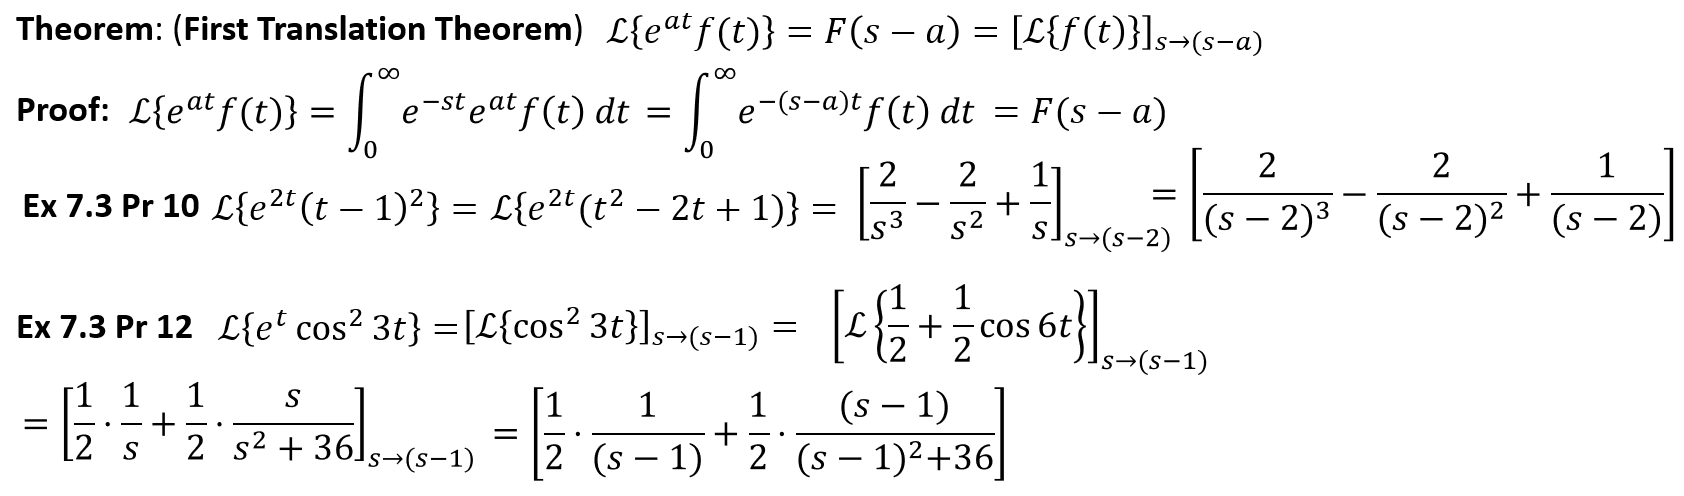 Theorem: (First Translation Theorem) ℒ{e^{at} f(t)} = F(s − a) = [ℒ{f(t)}]_{s→(s−a)}
Proof: ℒ{e^{at} f(t)} = ∫_0^∞ e^{−st} e^{at} f(t) dt = ∫_0^∞ e^{−(s−a)t} f(t) dt = F(s − a)
Ex 7.3 Pr 10 ℒ{e^{2t}(t − 1)^2} = ℒ{e^{2t}(t^2 − 2t + 1)} = [2/s^3 − 2/s^2 + 1/s]_{s→(s−2)} = [2/(s − 2)^3 − 2/(s − 2)^2 + 1/(s − 2)]
Ex 7.3 Pr 12 ℒ{e^t cos^2 3t} = [ℒ{cos^2 3t}]_{s→(s−1)} = [ℒ{1/2 + 1/2 cos 6t}]_{s→(s−1)}
= [1/2 · 1/s + 1/2 · s/(s^2 + 36)]_{s→(s−1)} = [1/2 · 1/(s − 1) + 1/2 · (s − 1)/((s − 1)^2+36)]